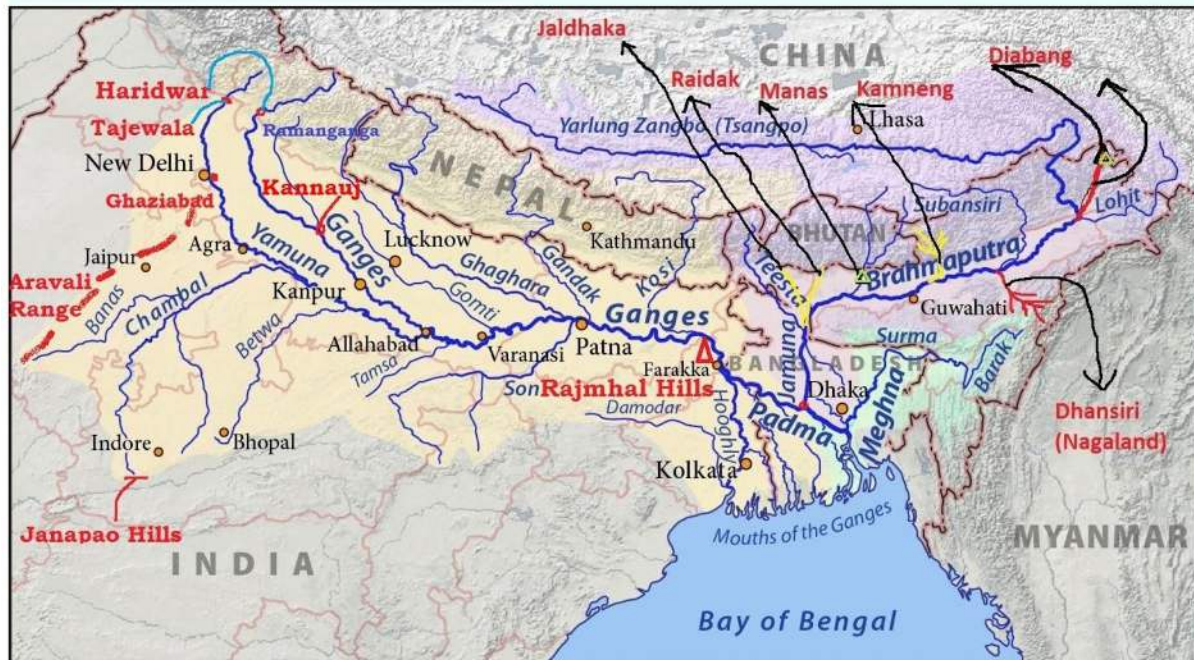 Jaldhaka
CHINA
Diabang
Raidak
Manas
Kamneng
Haridwar
Lhasa
Tajewala
Ramanganga
Yarlung Zangbo (Tsangpo)
New Delhi
NEPAL
Kannauj
Ghaziabad
Subansiri
Lohit
Agra
Lucknow
Kathmandu
BHUTAN
Jaipur
Yamuna
Ganges
Ghaghara
Gandak
Kosi
Teesta
Brahmaputra
Aravali
Range
Banas
Chambal
Kanpur
Gomti
Guwahati
Betwa
Ganges
Allahabad
Varanasi
Patna
Surma
Tamsa
Farakka
BANGLADESH
Jamuna
Barak
Son
Rajmhal Hills
Dhaka
Damodar
Hooghly
Padma
Meghna
Dhansiri
(Nagaland)
Indore
Bhopal
Kolkata
Janapao Hills
Mouths of the Ganges
INDIA
MYANMAR
Bay of Bengal